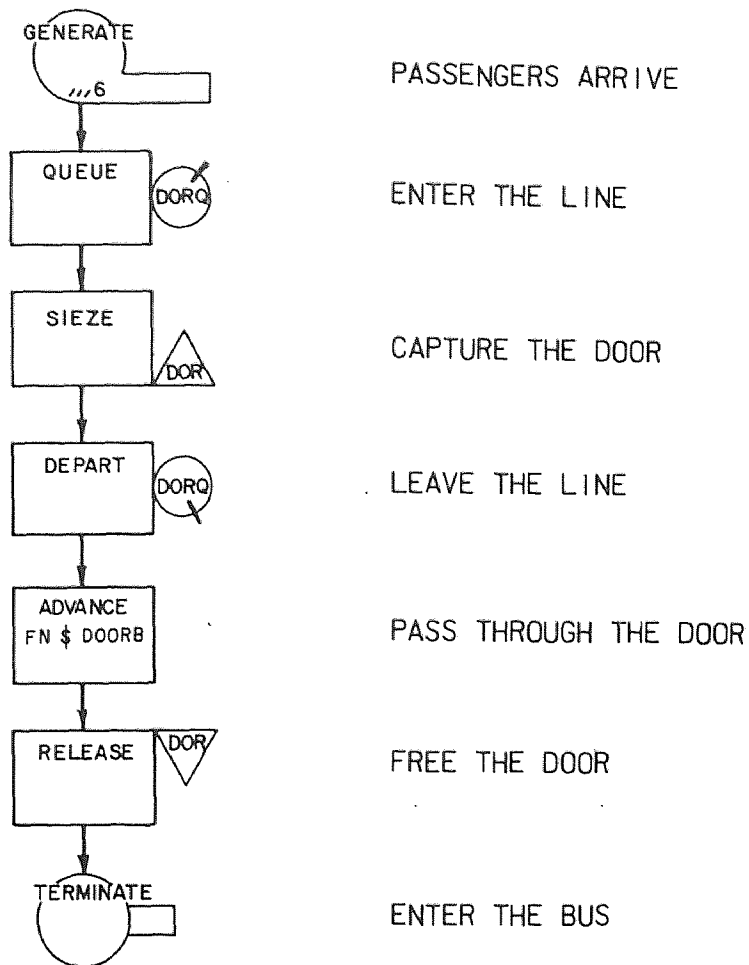 GENERATE
,,,6
PASSENGERS ARRIVE
QUEUE
DORQ
ENTER THE LINE
SIEZE
DOR
CAPTURE THE DOOR
DEPART
DORQ
LEAVE THE LINE
ADVANCE
FN $ DOORB
PASS THROUGH THE DOOR
RELEASE
DOR
FREE THE DOOR
TERMINATE
ENTER THE BUS